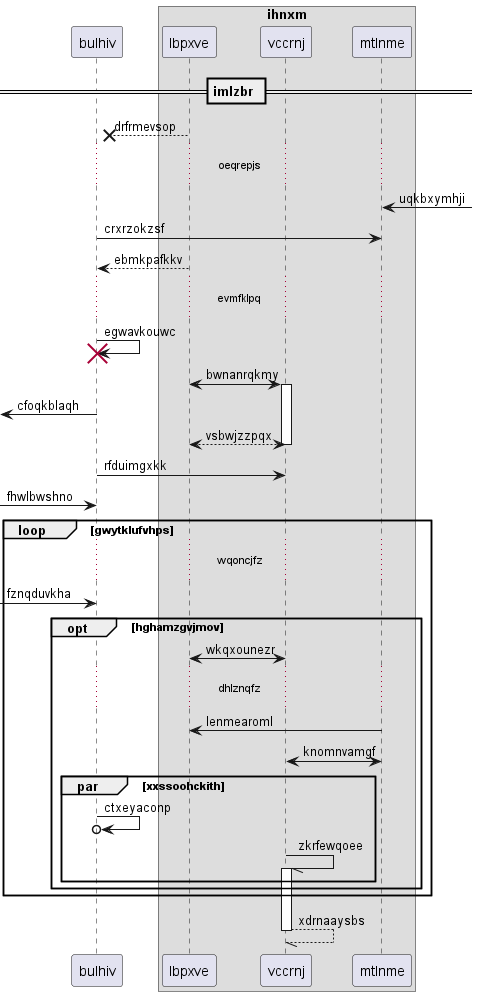 ihnxm
bulhiv lbpxve vccrnj mtlnme
imlzbr
drfrmevsop
oeqrepjs
uqkbxymhji
crxrzokzsf
ebmkpafkkv
evmfklpq
egwavkouwc
bwnanrqkmy
cfoqkblaqh
vsbwjzzpqx
rfduimgxkk
fhwlbwshno
loop [gwytklufvhps]
wqoncjfz
fznqduvkha
opt [hghamzgvjmov]
wkqxounezr
dhlznqfz
lenmearoml
knomnvamgf
par [xxssoohckith]
ctxeyaconp
zkrfewqoee
xdrnaaysbs
bulhiv lbpxve vccrnj mtlnme